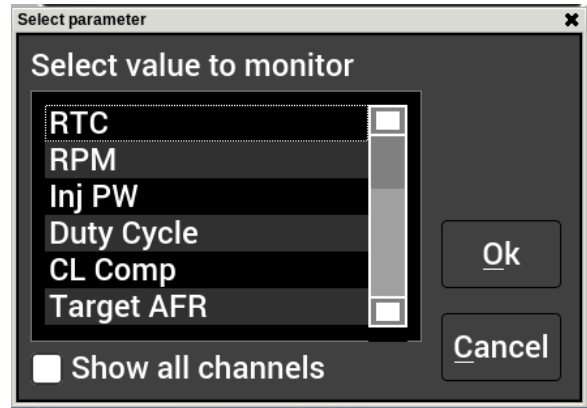 Select parameter
Select value to monitor
RTC
RPM
Inj PW
Duty Cycle
CL Comp
Target AFR
Ok
Cancel
Show all channels